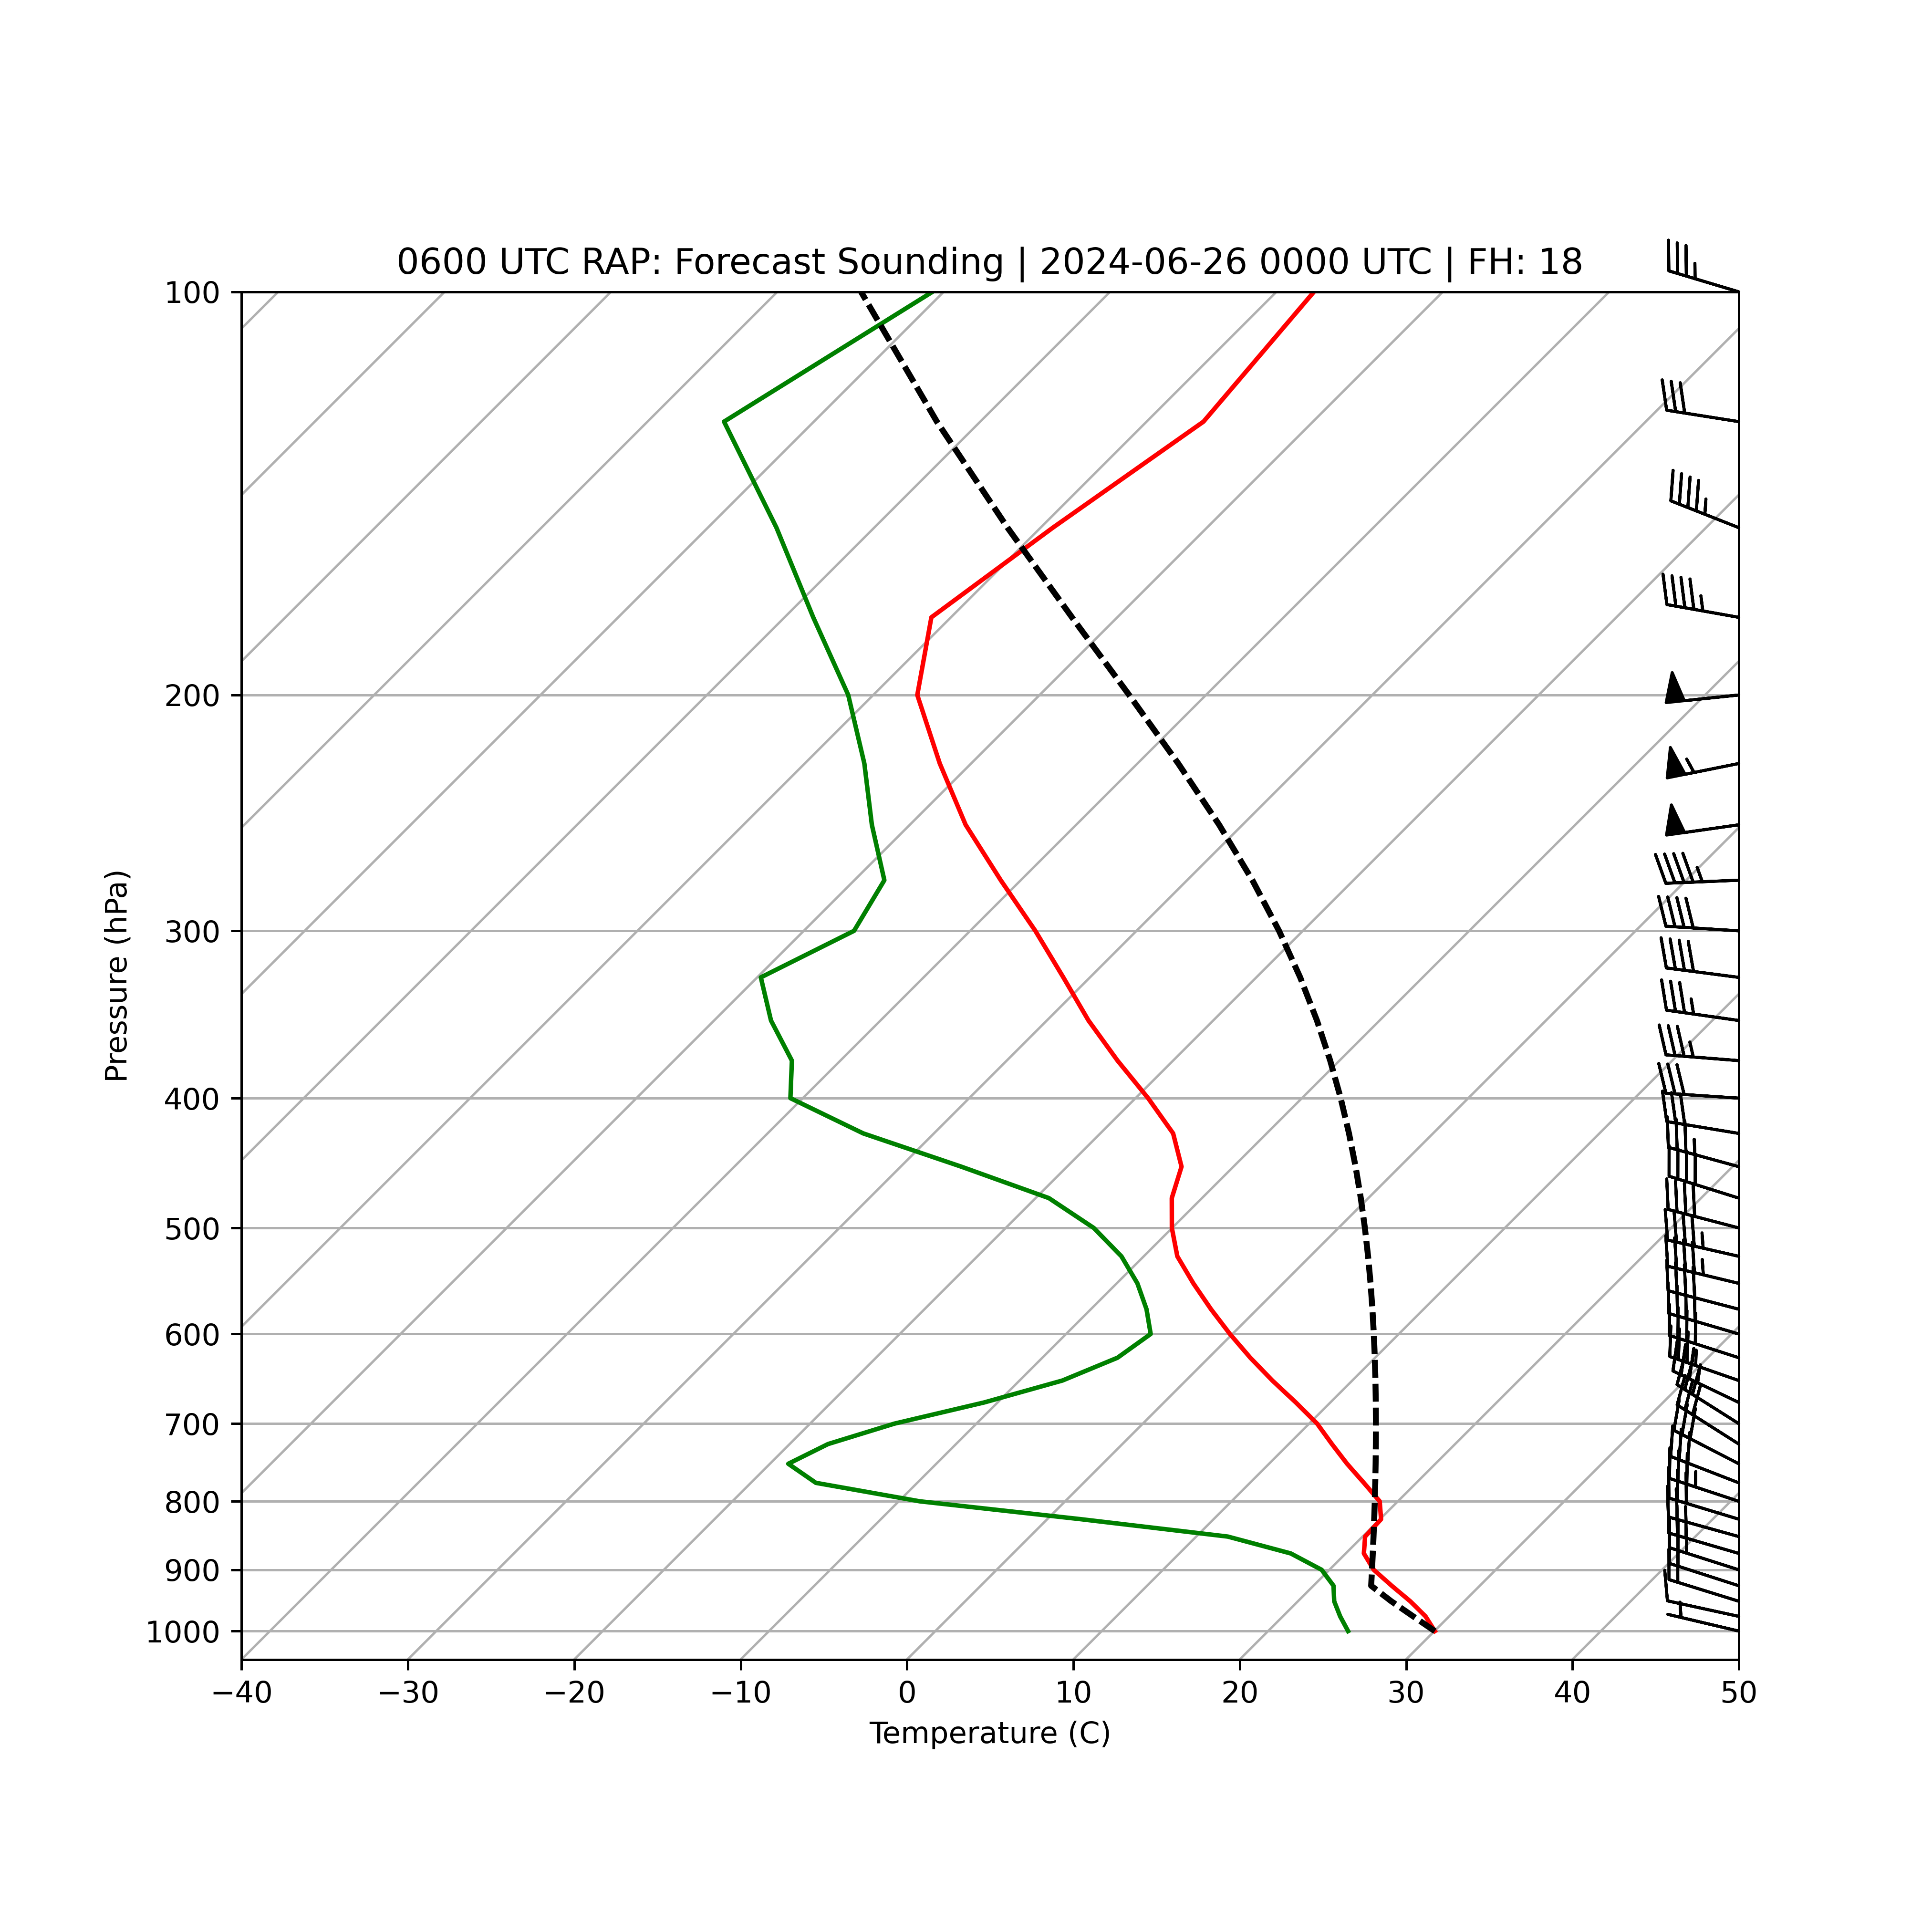 0600 UTC RAP: Forecast Sounding | 2024-06-26 0000 UTC | FH: 18
100
200
300
400
500
600
700
800
900
1000
Pressure (hPa)
−40 −30 −20 −10 0 10 20 30 40 50
Temperature (C)